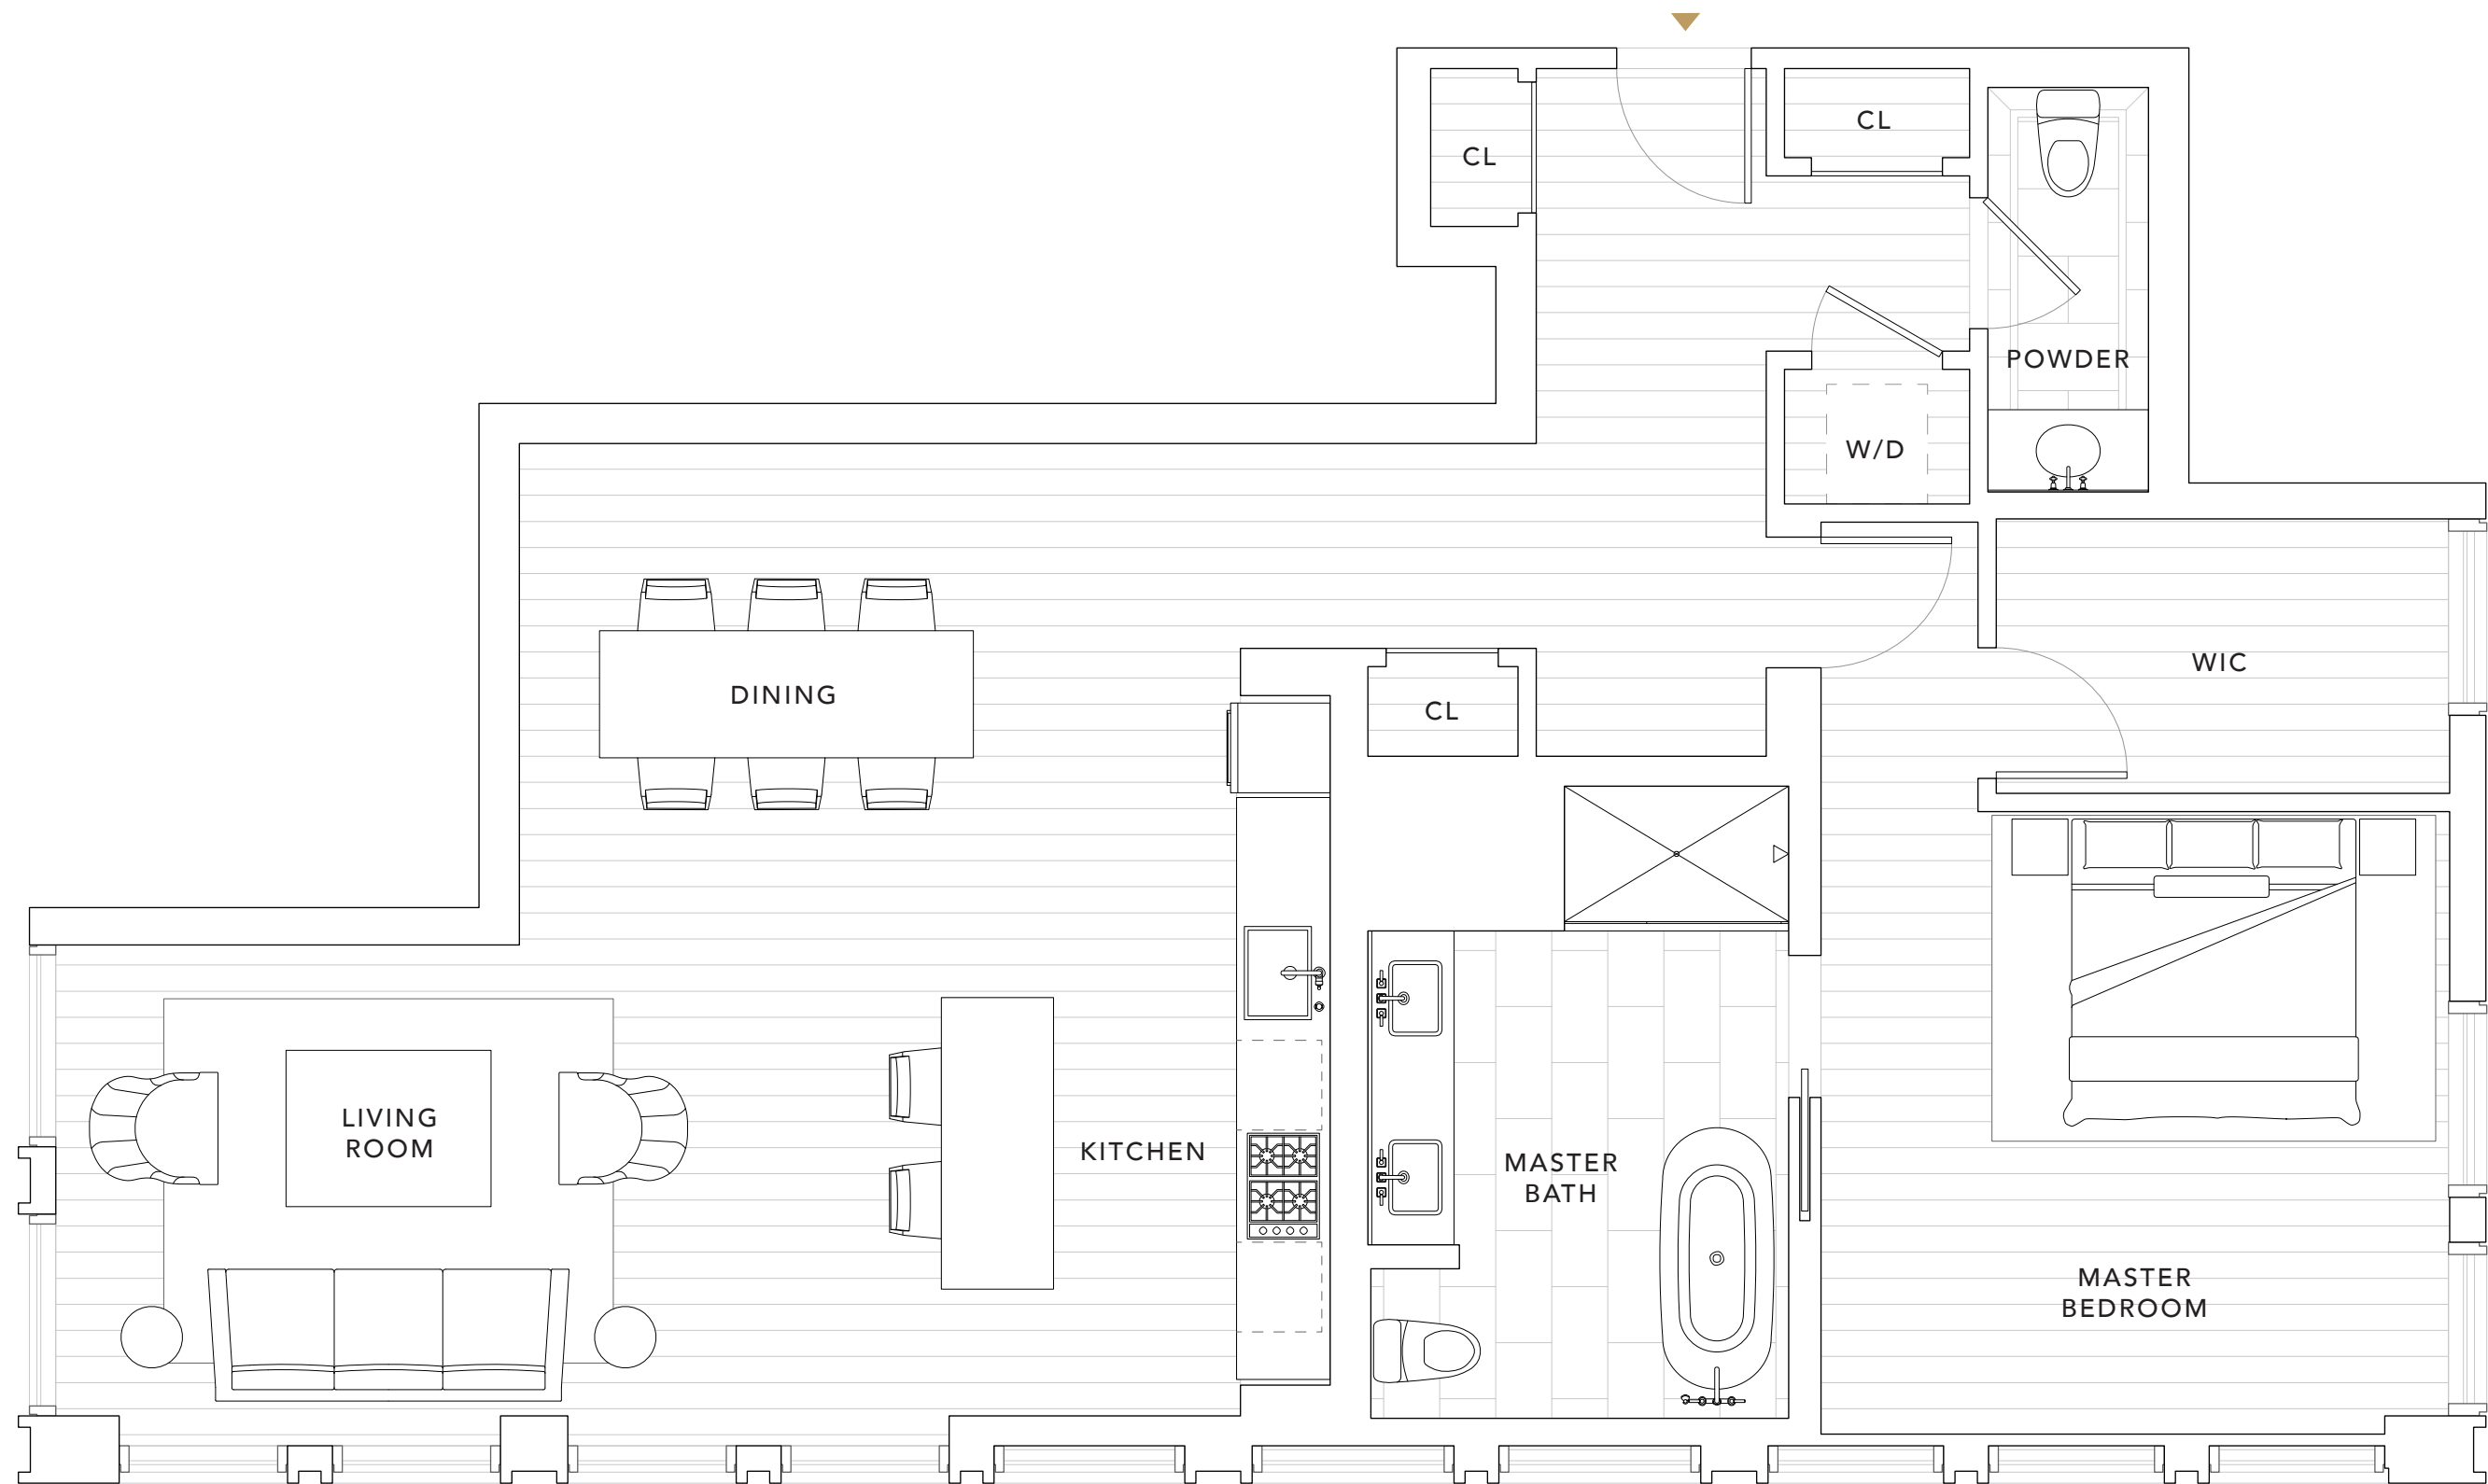 CL
CL
POWDER
W/D
WIC
DINING
CL
LIVING
ROOM
KITCHEN
MASTER
BATH
MASTER
BEDROOM